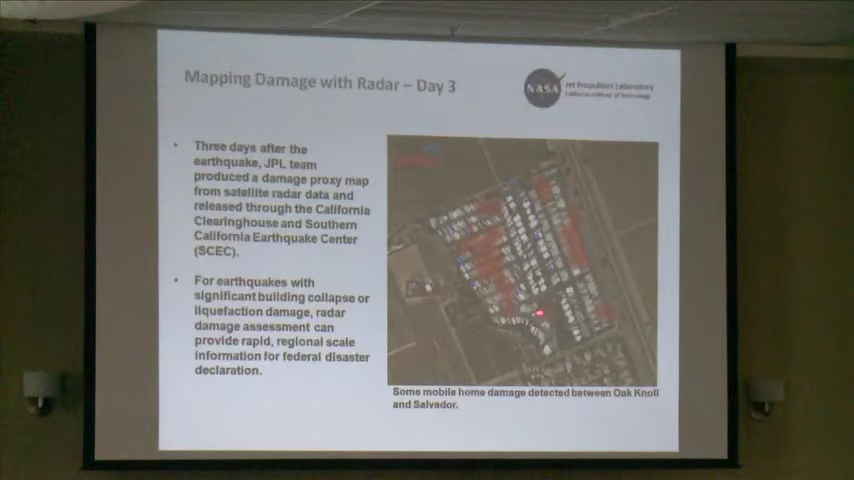 Mapping Damage with Radar – Day 3
NASA
Jet Propulsion Laboratory
California Institute of Technology
• Three days after the
earthquake, JPL team
produced a damage proxy map
from satellite radar data and
released through the California
Clearinghouse and Southern
California Earthquake Center
(SCEC).
• For earthquakes with
significant building collapse or
liquefaction damage, radar
damage assessment can
provide rapid, regional scale
information for federal disaster
declaration.
Some mobile home damage detected between Oak Knoll
and Salvador.